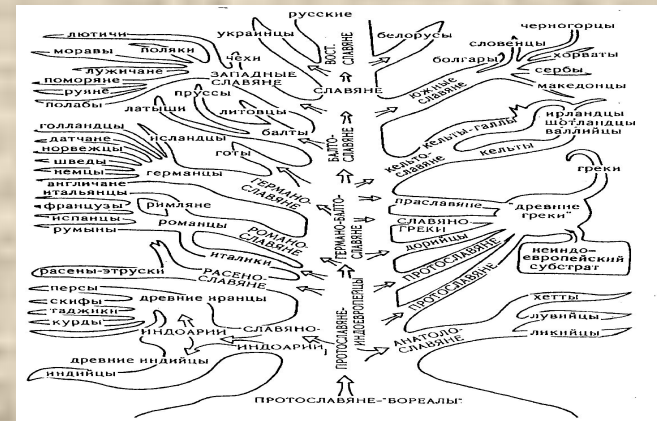 русские
лютичи
украинцы
белорусы
черногорцы
моравы
поляки
чехи
ВОСТ. СЛАВЯНЕ
словенцы
болгары
хорваты
лужичане
ЗАПАДНЫЕ СЛАВЯНЕ
сербы
поморяне
СЛАВЯНЕ
ЮЖНЫЕ СЛАВЯНЕ
македонцы
руяне
пруссы
полабы
латыши
литовцы
балты
БАЛТО-СЛАВЯНЕ
голландцы
исландцы
кельты-галлы
ирландцы
шотландцы
валлийцы
датчане
норвежцы
готы
кельты
КЕЛЬТО-СЛАВЯНЕ
шведы
немцы
германцы
ГЕРМАНО-СЛАВЯНЕ
греки
англичане
итальянцы
римляне
французы
испанцы
романцы
румыны
РОМАНО-СЛАВЯНЕ
ГЕРМАНО-БАЛТО-СЛАВЯНЕ
праславяне
СЛАВЯНО-ГРЕКИ
"древние греки"
дорийцы
италики
ПРОТОСЛАВЯНЕ
ПРОТОСЛАВЯНЕ
неиндо-
европейский
субстрат
расены-этруски
РАСЕНО-СЛАВЯНЕ
персы
скифы
древние иранцы
таджики
курды
ИНДОАРИИ
СЛАВЯНО-ИНДОАРИИ
ПРОТОСЛАВЯНЕ-ИНДОЕВРОПЕЙЦЫ
АНАТОЛО-СЛАВЯНЕ
хетты
лувийцы
ликийцы
древние индийцы
индийцы
ПРОТОСЛАВЯНЕ-"БОРЕАЛЫ"